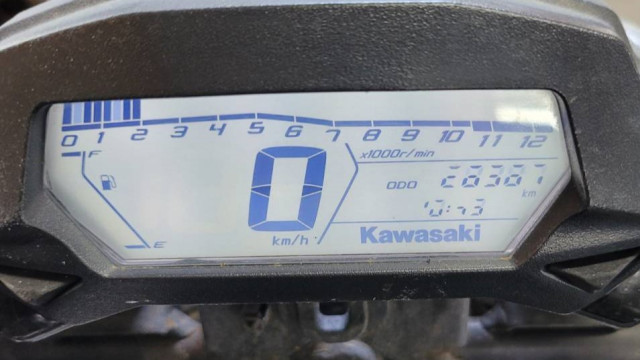 0 1 2 3 4 5 6 7 8 9 10 11 12
x1000r/min
F
ODO
km
0
E
km/h
Kawasaki